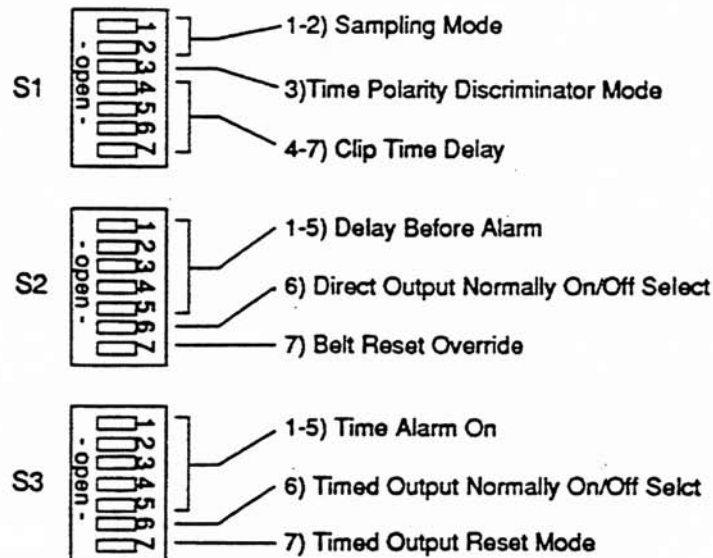 S1
- open -
1
2
3
4
5
6
7
1-2) Sampling Mode
3)Time Polarity Discriminator Mode
4-7) Clip Time Delay
S2
- open -
1
2
3
4
5
6
7
1-5) Delay Before Alarm
6) Direct Output Normally On/Off Select
7) Belt Reset Override
S3
- open -
1
2
3
4
5
6
7
1-5) Time Alarm On
6) Timed Output Normally On/Off Selct
7) Timed Output Reset Mode